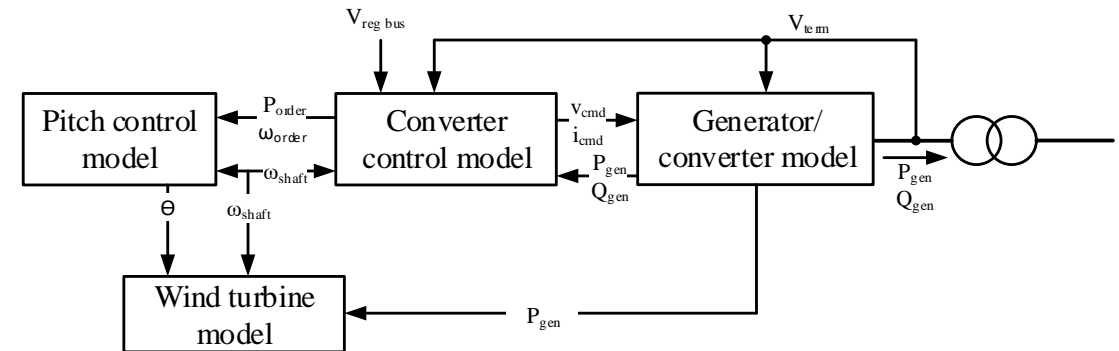 V_reg bus
V_term
Pitch control
model
P_order
ω_order
Converter
control model
v_cmd
i_cmd
Generator/
converter model
P_gen
Q_gen
P_gen
Q_gen
ω_shaft
ω_shaft
Θ
Wind turbine
model
P_gen